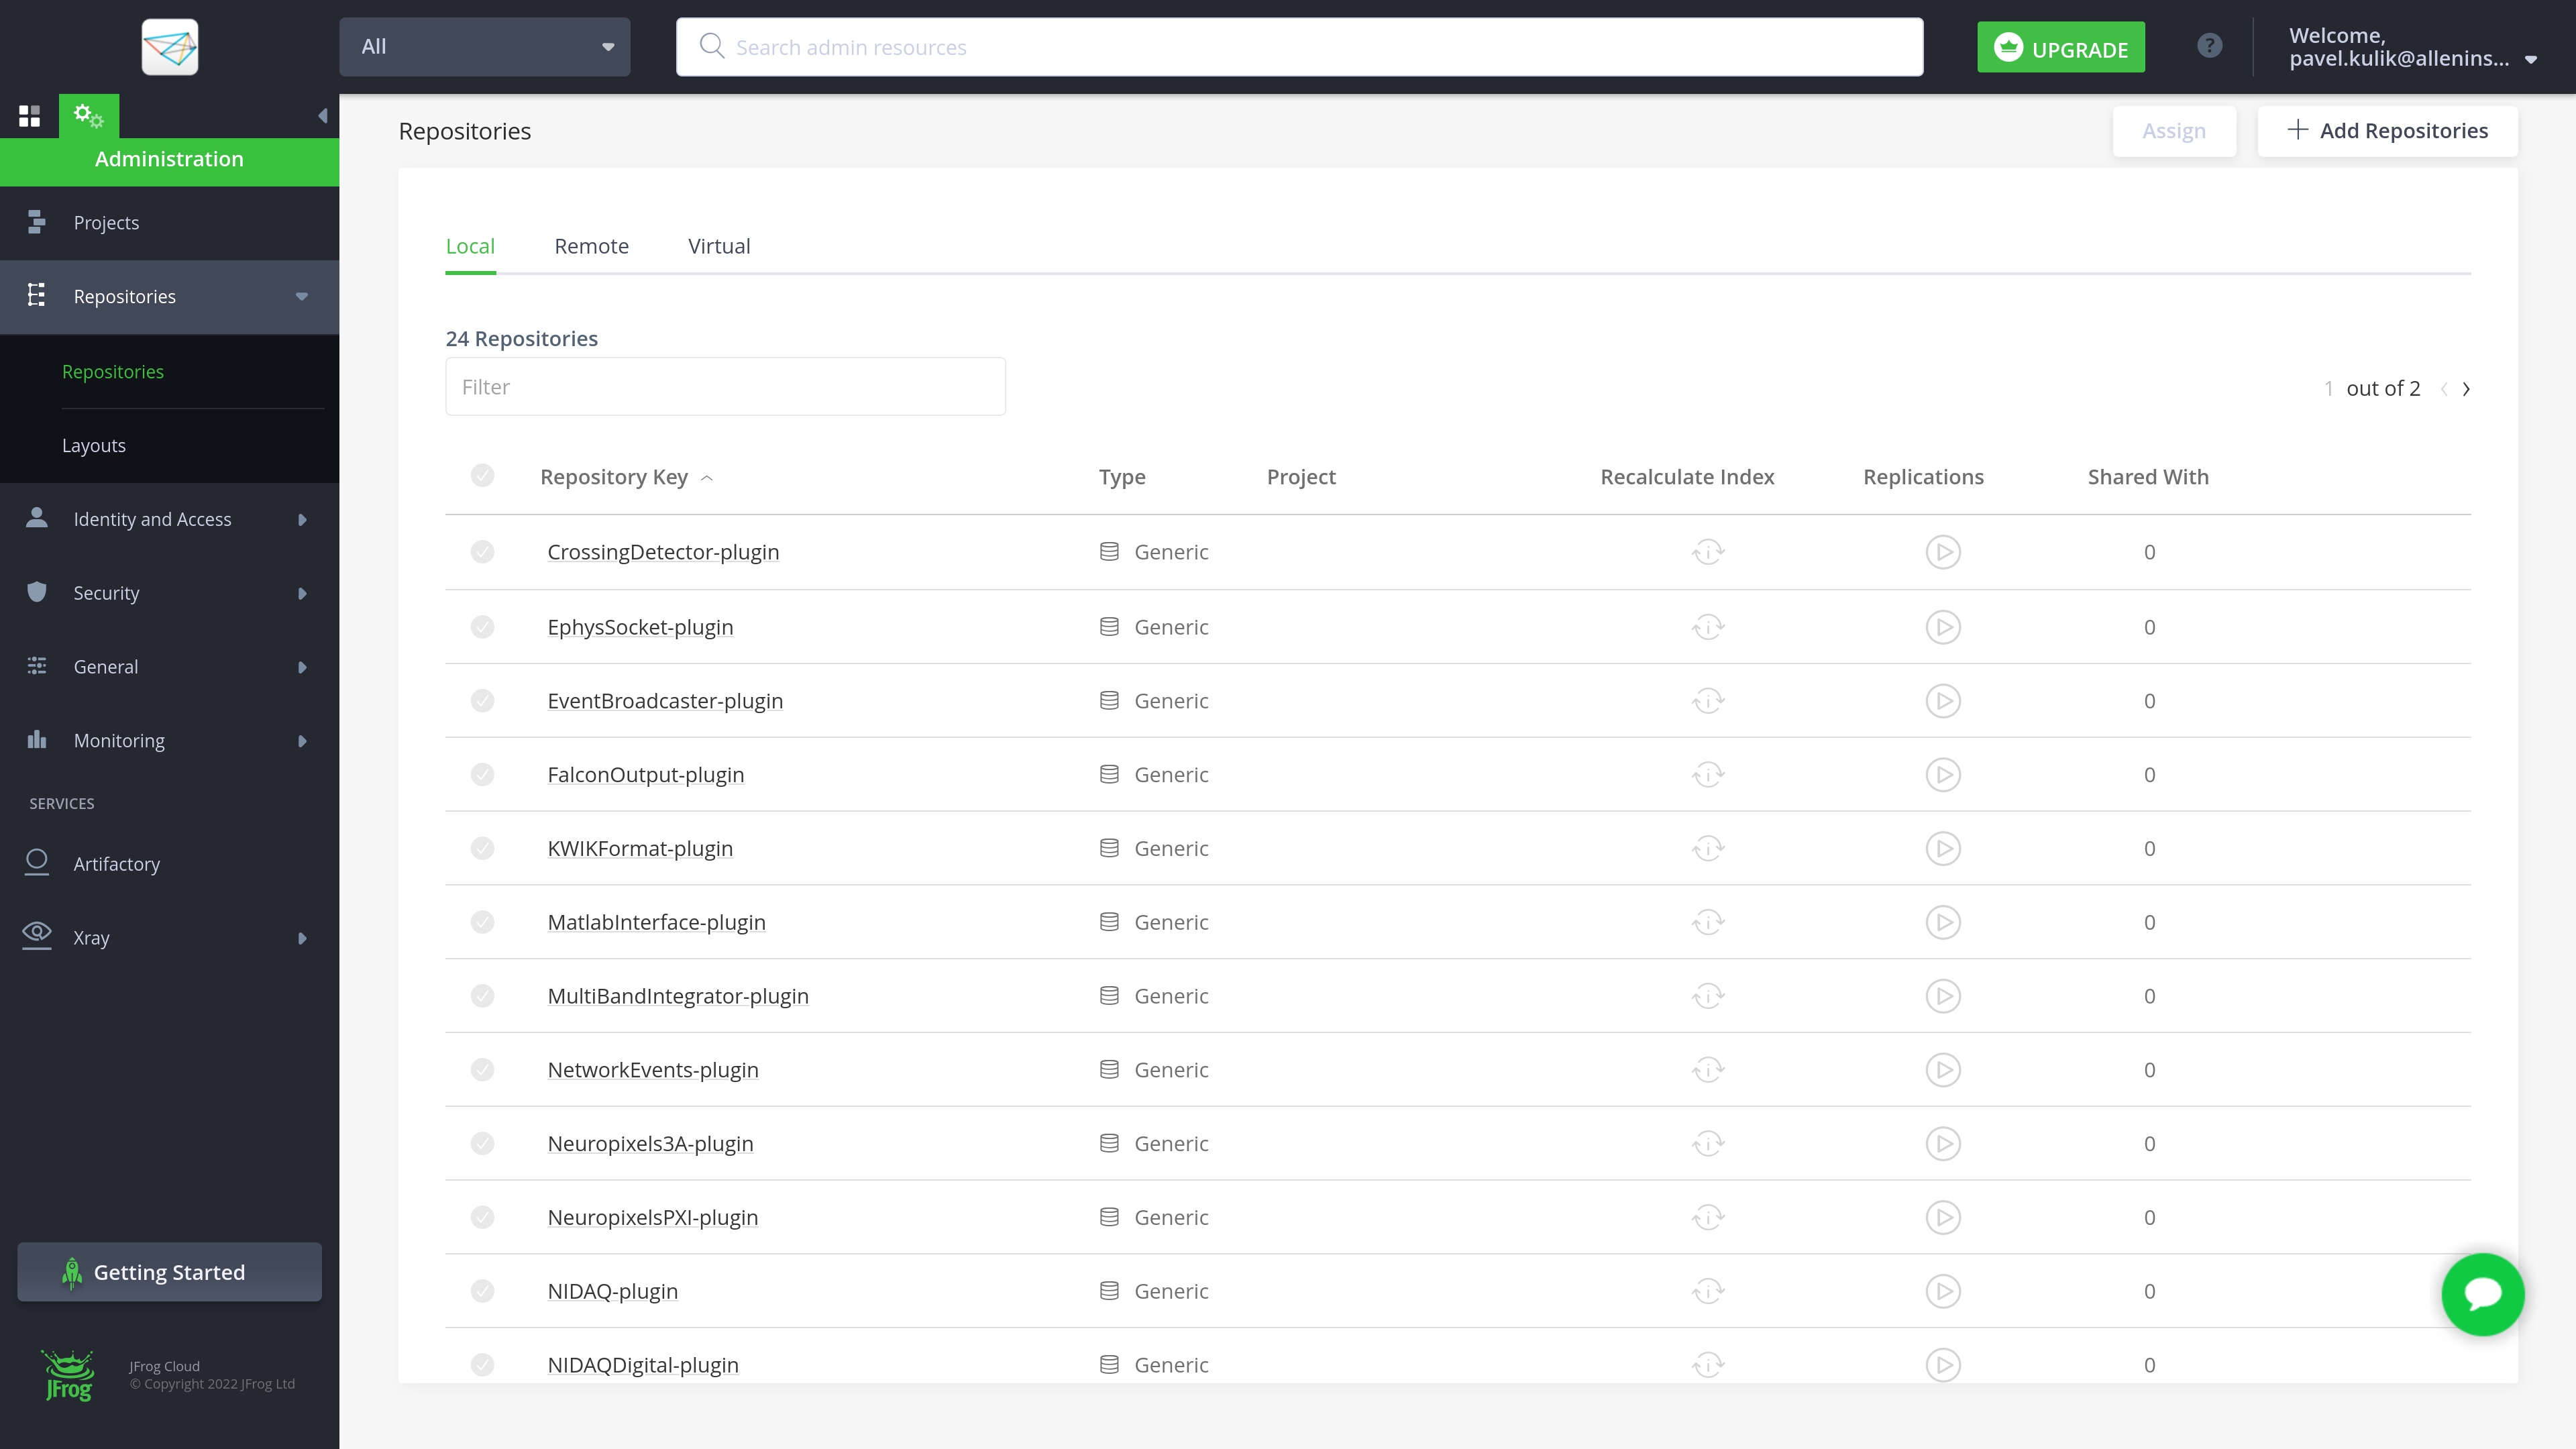 All
Search admin resources
UPGRADE
?
Welcome,
pavel.kulik@allenins...
Administration
Projects
Repositories
Repositories
Layouts
Identity and Access
Security
General
Monitoring
SERVICES
Artifactory
Xray
Getting Started
JFrog
JFrog Cloud
© Copyright 2022 JFrog Ltd
Repositories
Assign
Add Repositories
Local Remote Virtual
24 Repositories
Filter
1 out of 2
Repository Key Type Project Recalculate Index Replications Shared With
CrossingDetector-plugin Generic 0
EphysSocket-plugin Generic 0
EventBroadcaster-plugin Generic 0
FalconOutput-plugin Generic 0
KWIKFormat-plugin Generic 0
MatlabInterface-plugin Generic 0
MultiBandIntegrator-plugin Generic 0
NetworkEvents-plugin Generic 0
Neuropixels3A-plugin Generic 0
NeuropixelsPXI-plugin Generic 0
NIDAQ-plugin Generic 0
NIDAQDigital-plugin Generic 0